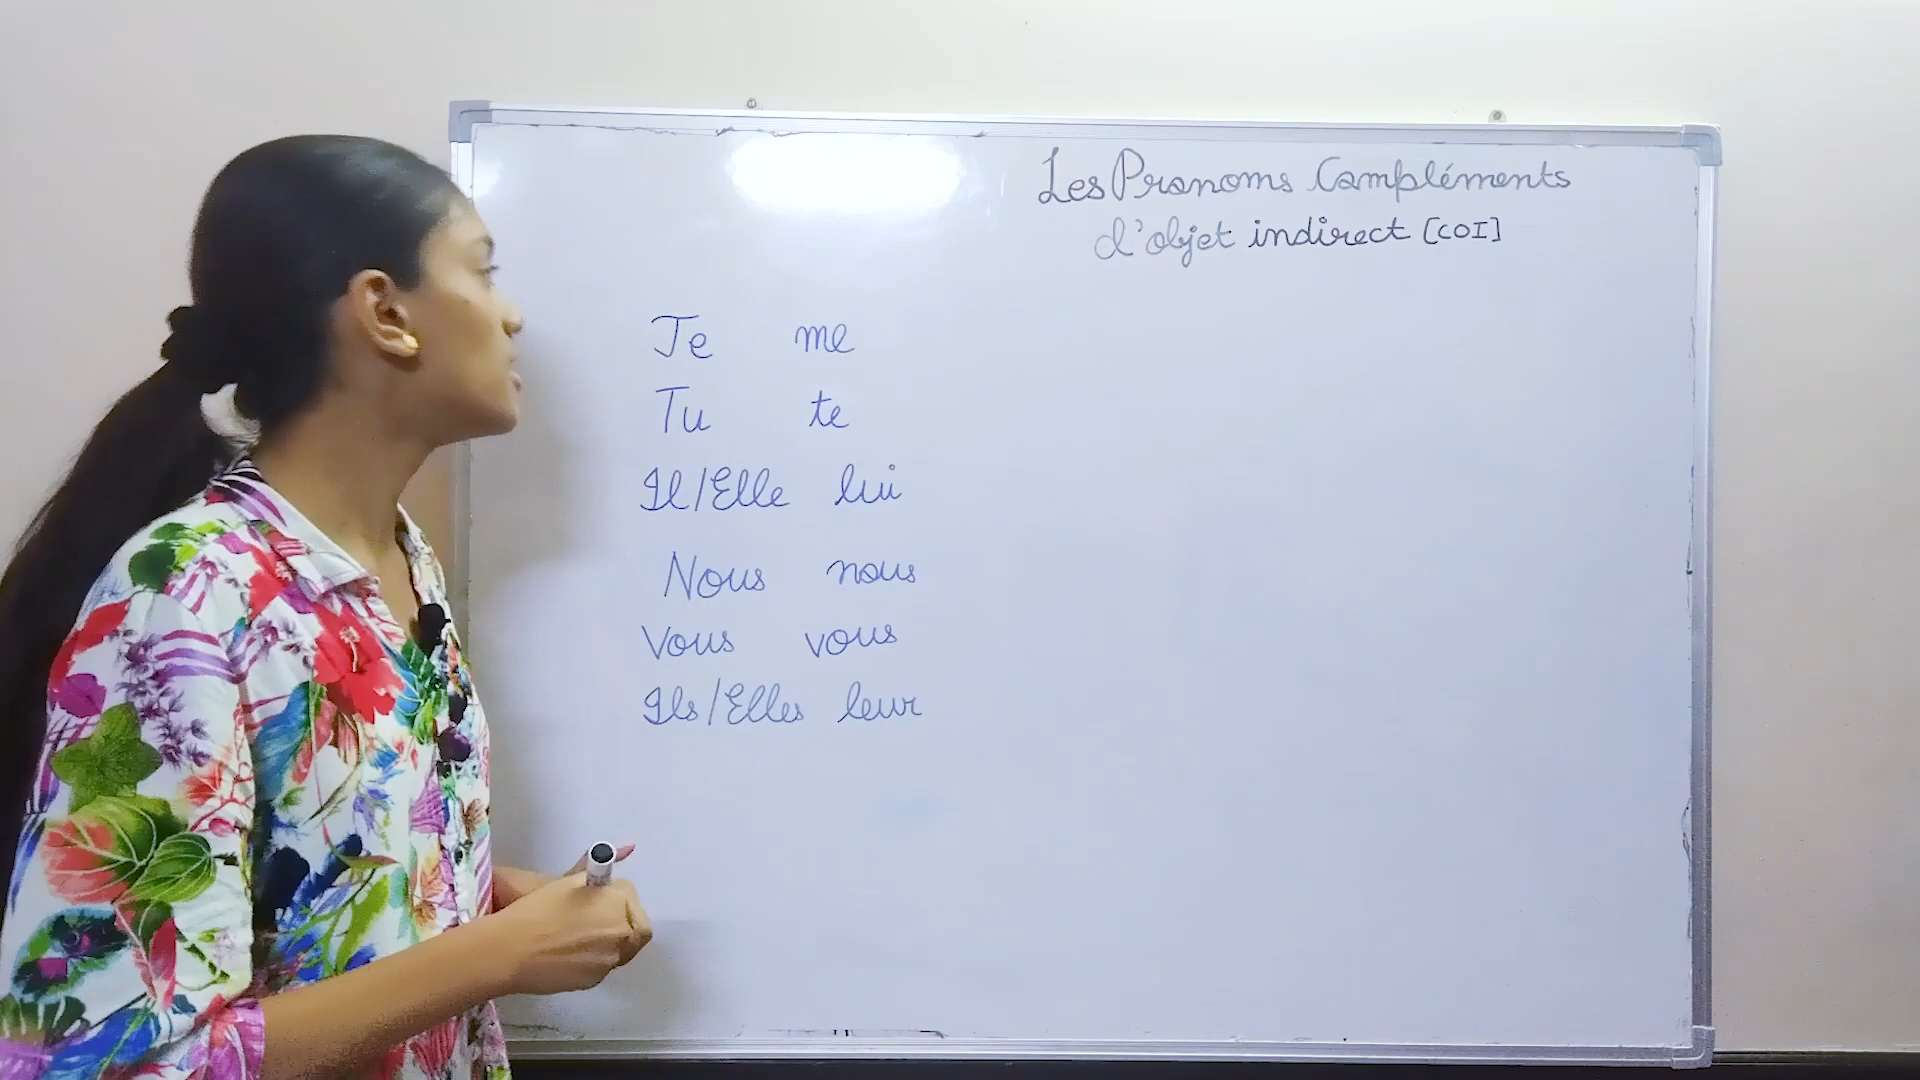 Les Pronoms Compléments
d'objet indirect [COI]
Je me
Tu te
Il/Elle lui
Nous nous
Vous vous
Ils/Elles leur